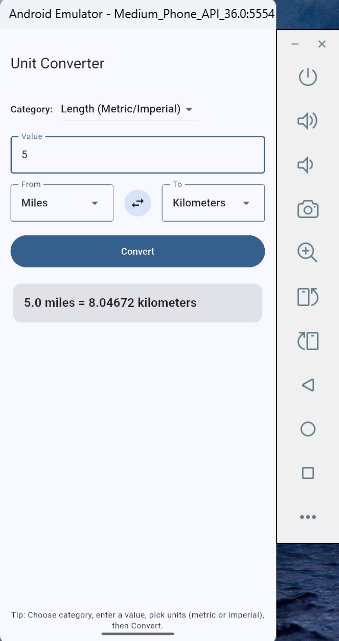 Android Emulator - Medium_Phone_API_36.0:5554
Unit Converter
Category: Length (Metric/Imperial)
Value
5
From To
Miles Kilometers
Convert
5.0 miles = 8.04672 kilometers
Tip: Choose category, enter a value, pick units (metric or imperial),
then Convert.